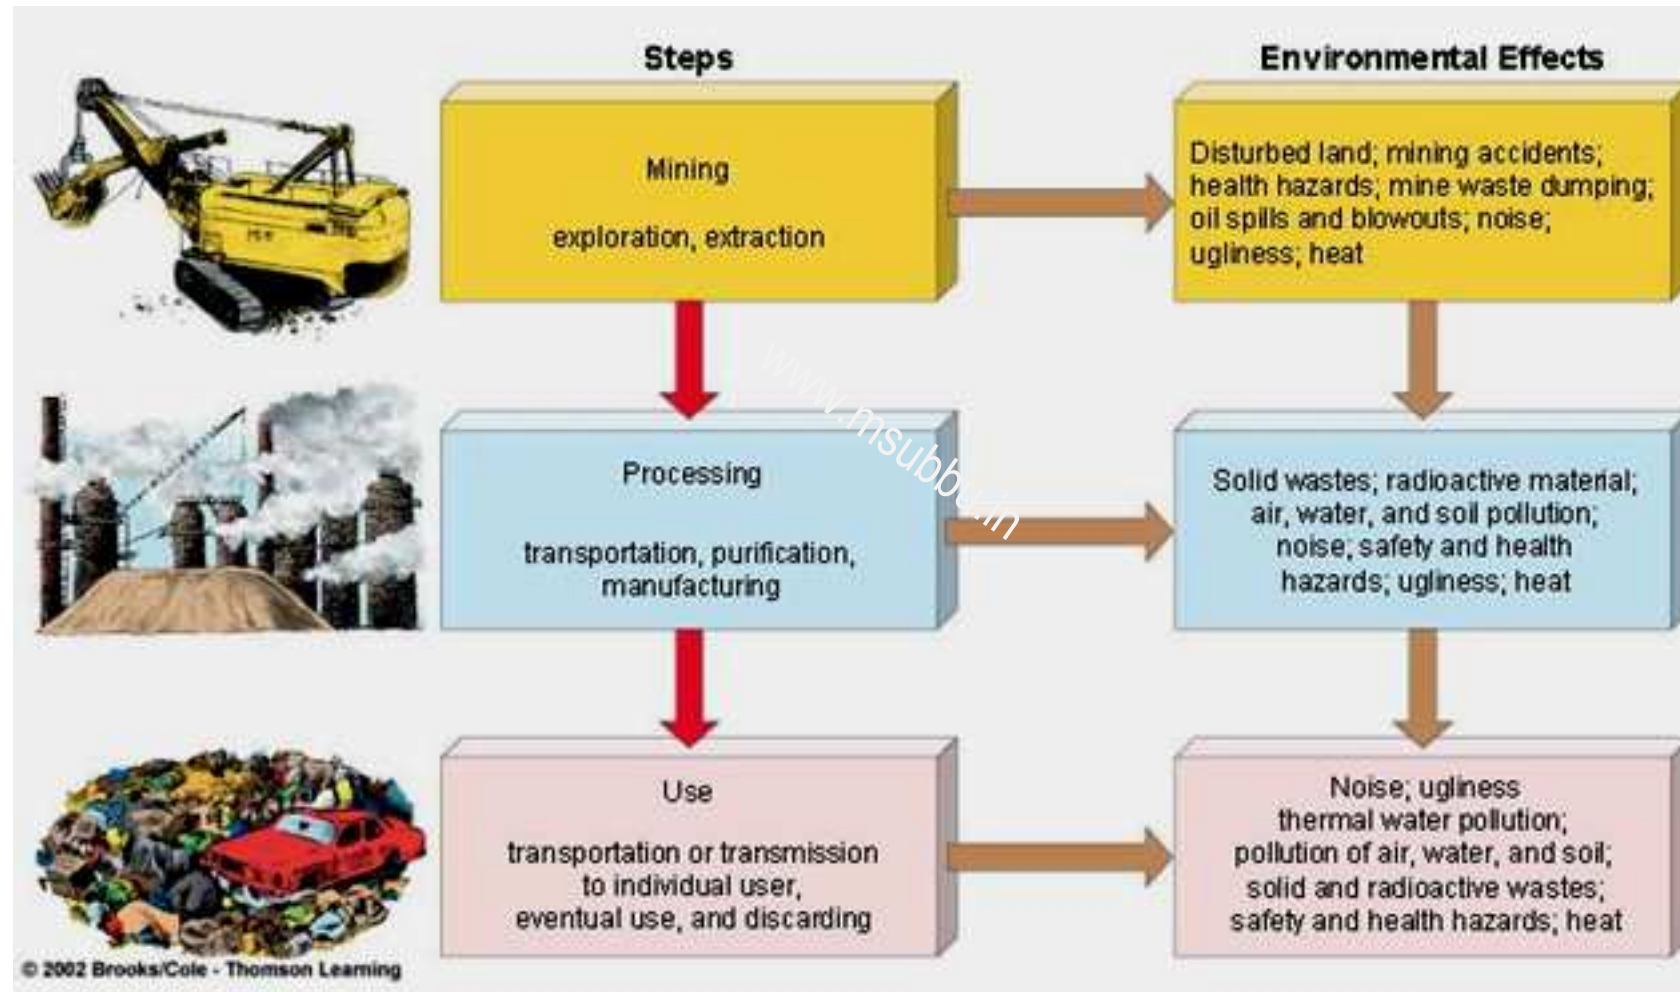 Steps
Environmental Effects
Mining
exploration, extraction
Disturbed land; mining accidents;
health hazards; mine waste dumping;
oil spills and blowouts; noise;
ugliness; heat
Processing
transportation, purification,
manufacturing
Solid wastes; radioactive material;
air, water, and soil pollution;
noise; safety and health
hazards; ugliness; heat
www.msubbu.in
Use
transportation or transmission
to individual user,
eventual use, and discarding
Noise; ugliness
thermal water pollution;
pollution of air, water, and soil;
solid and radioactive wastes;
safety and health hazards; heat
© 2002 Brooks/Cole - Thomson Learning